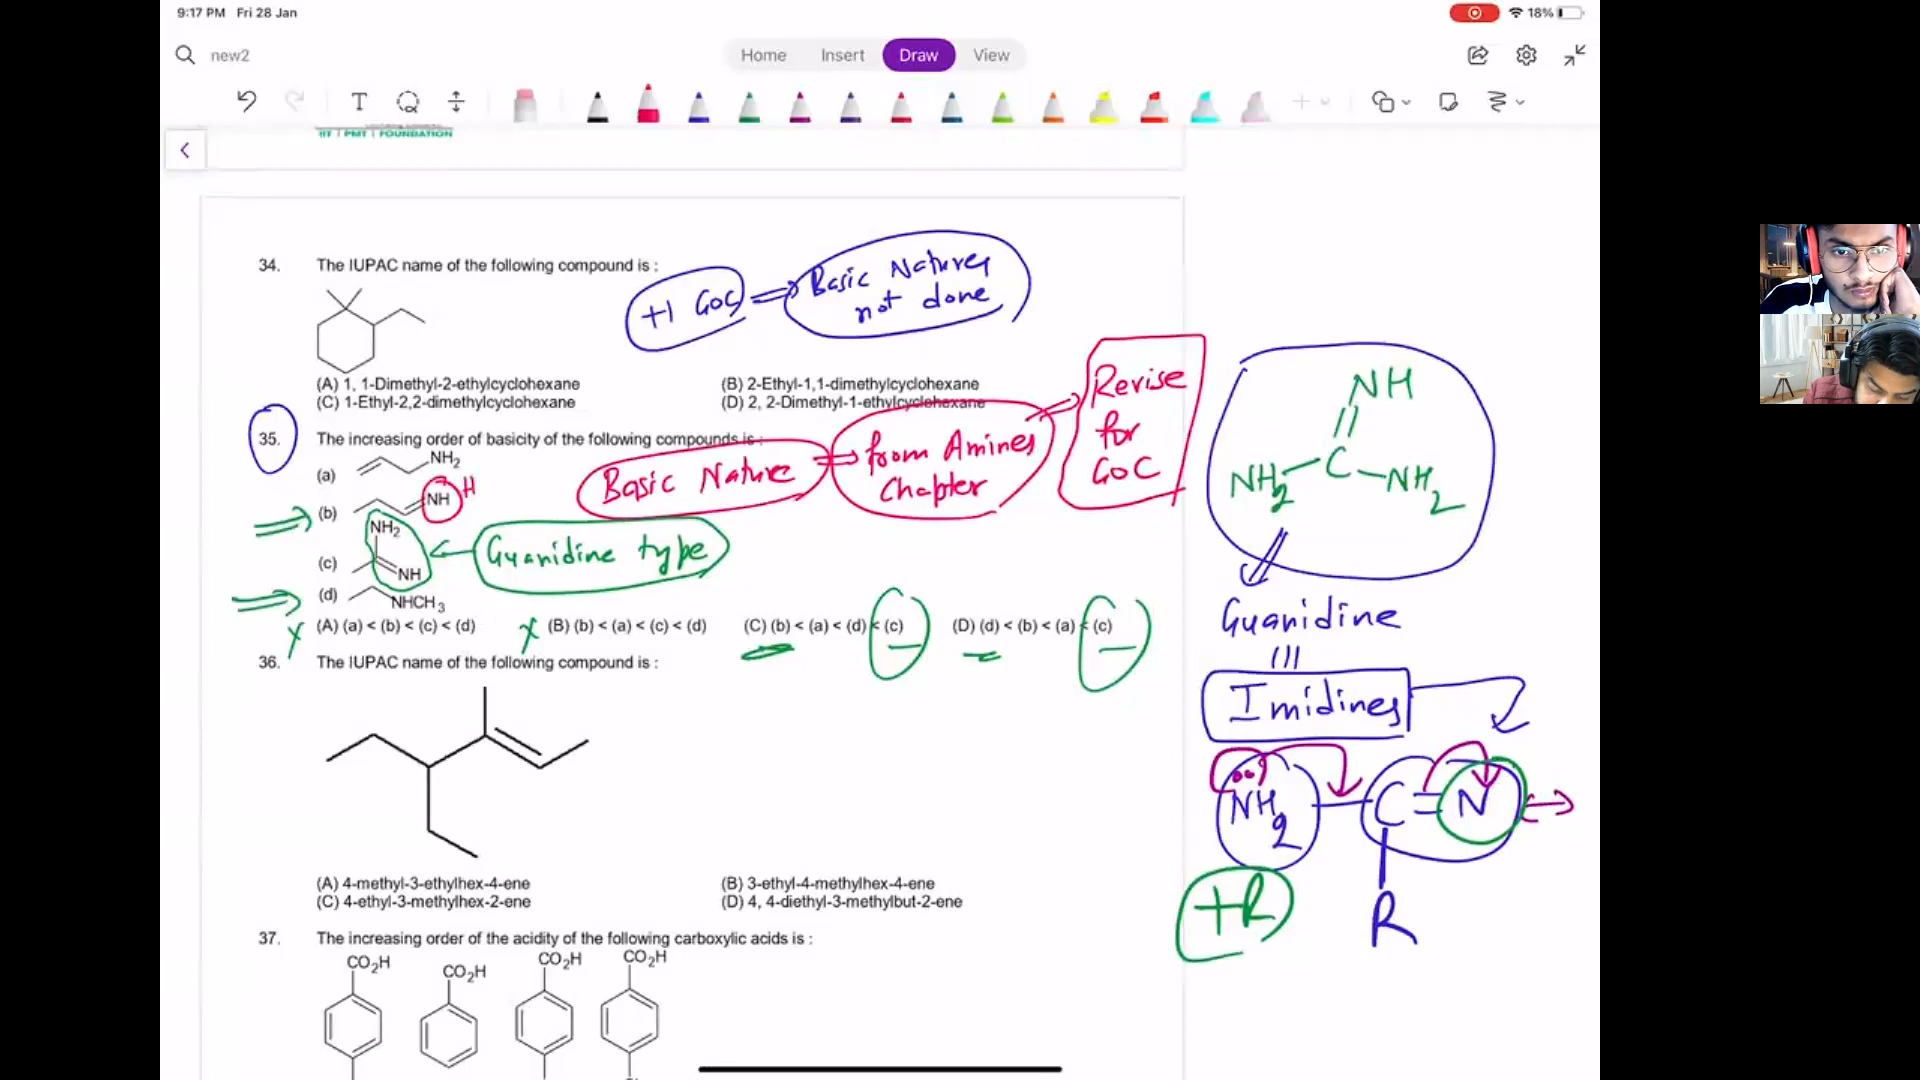 9:17 PM Fri 28 Jan
18%
new2
Home Insert Draw View
IIT | PMT | FOUNDATION
34. The IUPAC name of the following compound is :
+I GOC ⇒ Basic Natures
not done
(A) 1, 1-Dimethyl-2-ethylcyclohexane (B) 2-Ethyl-1,1-dimethylcyclohexane
(C) 1-Ethyl-2,2-dimethylcyclohexane (D) 2, 2-Dimethyl-1-ethylcyclohexane
35. The increasing order of basicity of the following compounds is :
(a) NH2
(b) NH H
(c) NH2
NH
(d) NHCH3
Basic Nature ⇒ from Amines
Chapter
⇒ Revise
for
GOC
Guanidine type
(A) (a) < (b) < (c) < (d) (B) (b) < (a) < (c) < (d) (C) (b) < (a) < (d) < (c) (D) (d) < (b) < (a) < (c)
36. The IUPAC name of the following compound is :
(A) 4-methyl-3-ethylhex-4-ene (B) 3-ethyl-4-methylhex-4-ene
(C) 4-ethyl-3-methylhex-2-ene (D) 4, 4-diethyl-3-methylbut-2-ene
37. The increasing order of the acidity of the following carboxylic acids is :
CO2H CO2H CO2H CO2H
NH
NH2 C NH2
Guanidine
Imidines
NH2 C = N
+R R